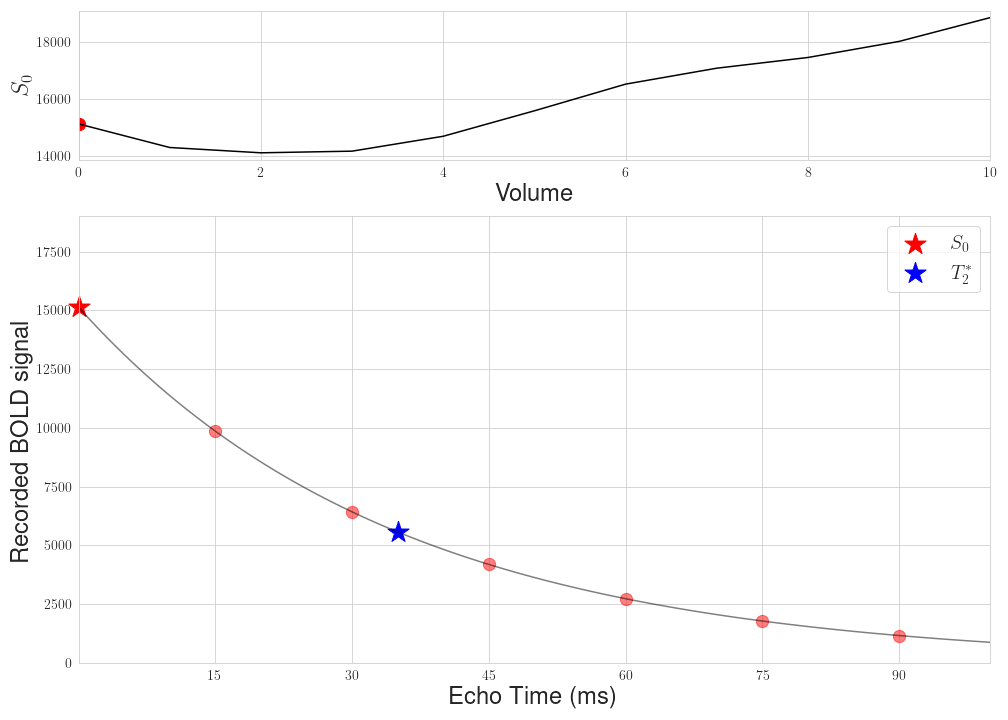 18000
16000
14000
S₀
0 2 4 6 8 10
Volume
17500
15000
12500
10000
7500
5000
2500
0
Recorded BOLD signal
S₀
T₂*
15 30 45 60 75 90
Echo Time (ms)